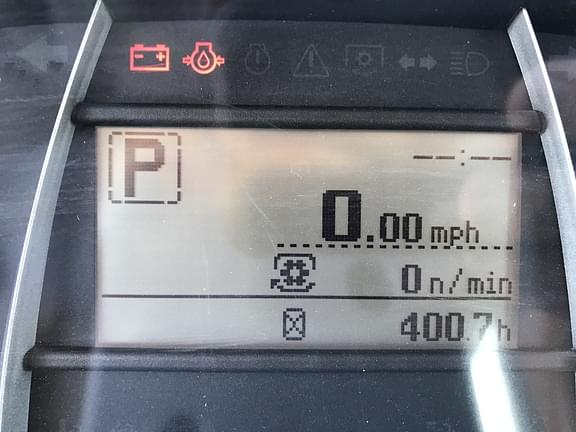 P
--:--
0.00 mph
0 n/min
400.7h